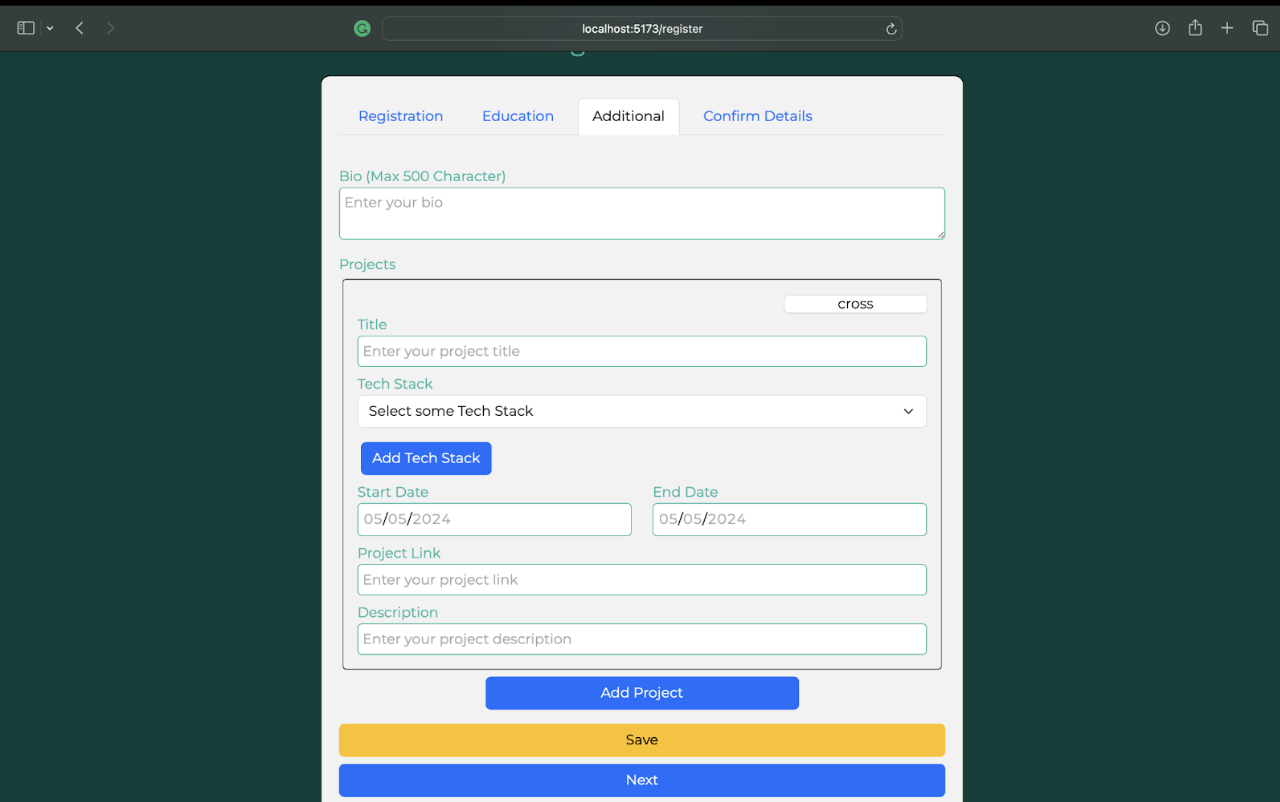 localhost:5173/register
Registration Education Additional Confirm Details
Bio (Max 500 Character)
Enter your bio
Projects
cross
Title
Enter your project title
Tech Stack
Select some Tech Stack
Add Tech Stack
Start Date End Date
05/05/2024 05/05/2024
Project Link
Enter your project link
Description
Enter your project description
Add Project
Save
Next